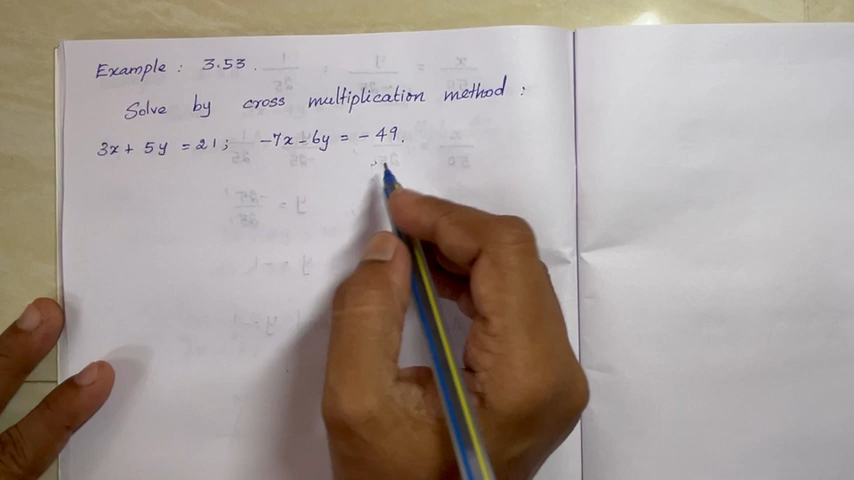 Example : 3.53.
Solve by cross multiplication method :
3x + 5y = 21; -7x - 6y = - 49.